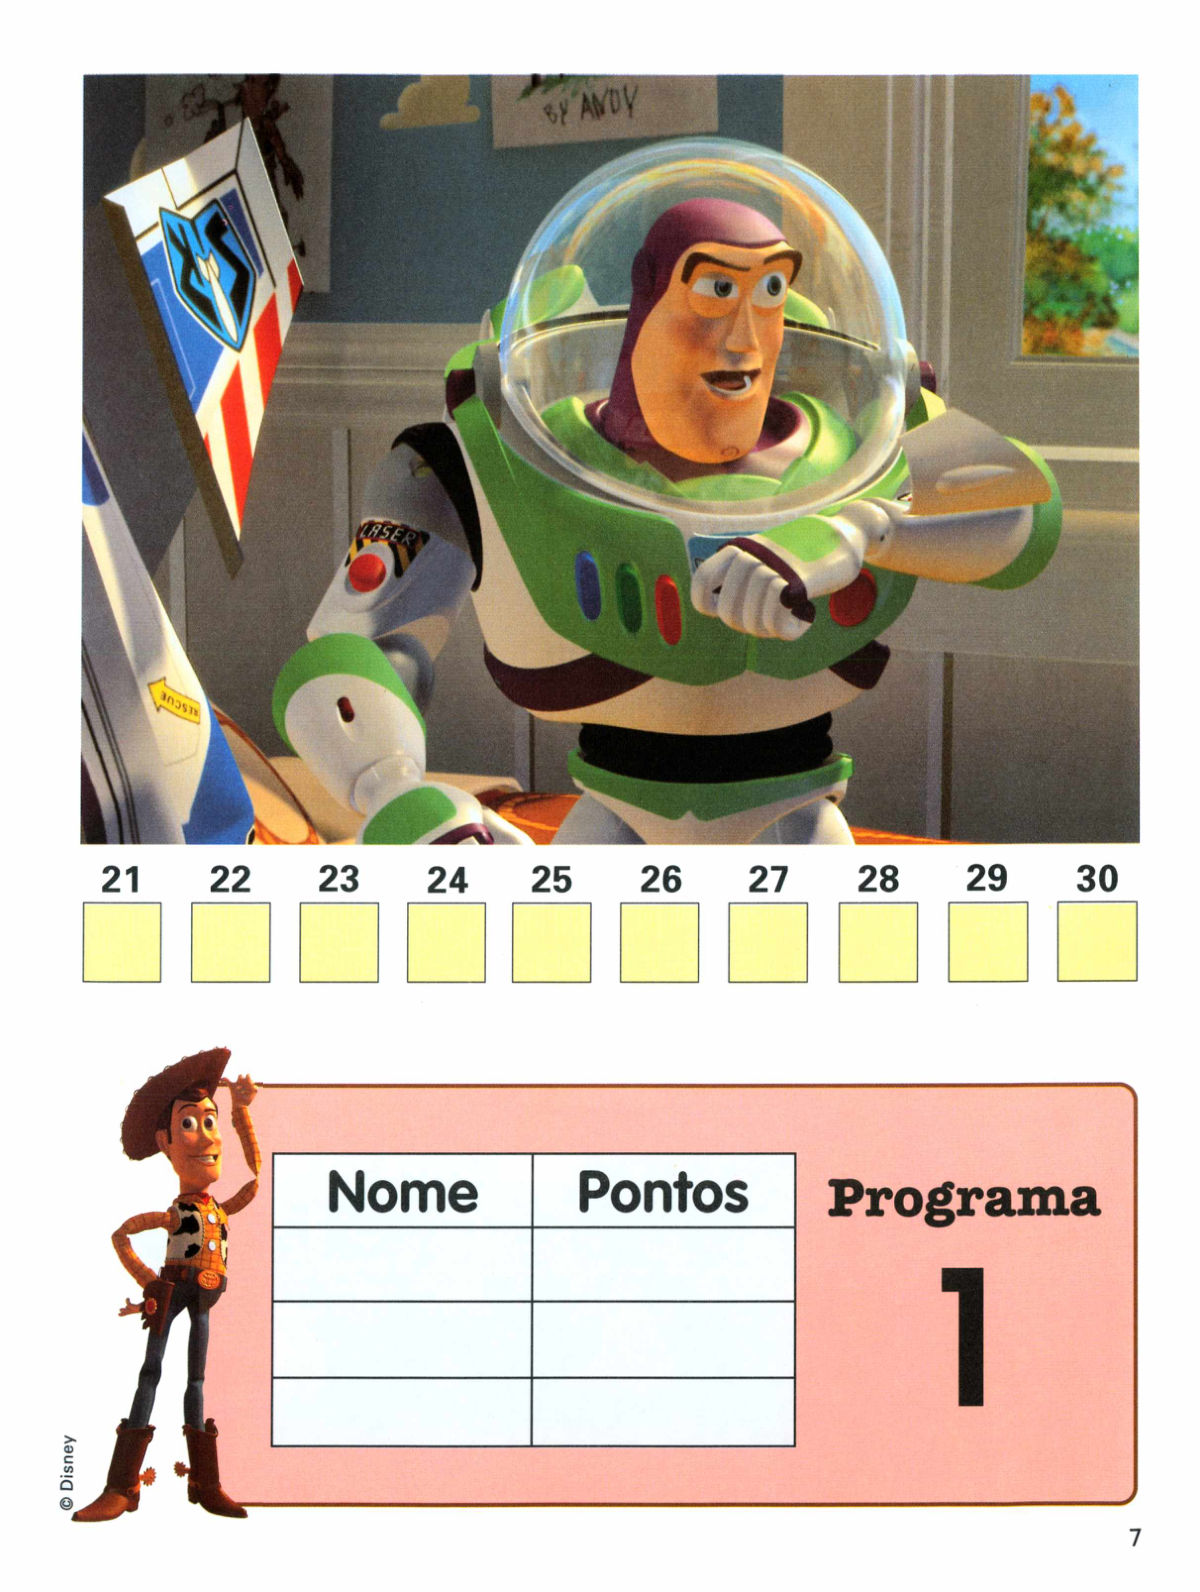 BY ANDY
LASER
RESCUE
21 22 23 24 25 26 27 28 29 30
Nome Pontos
Programa
1
© Disney
7